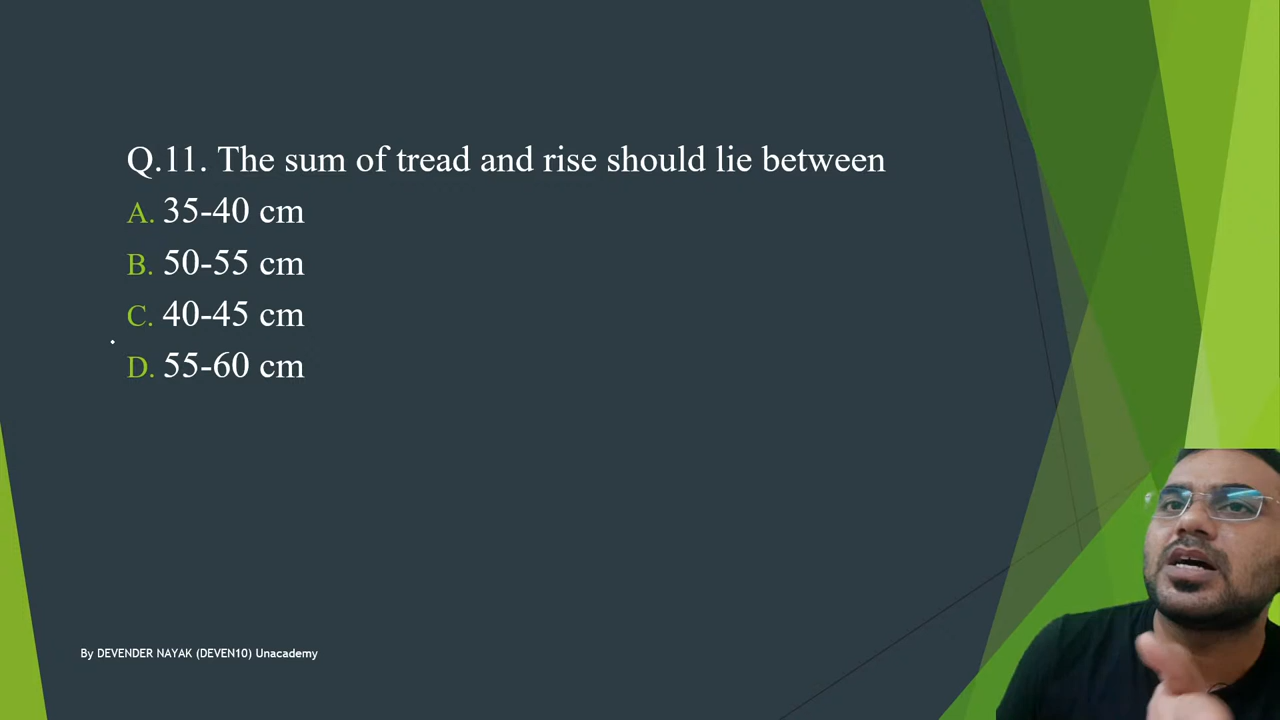 Q.11. The sum of tread and rise should lie between
A. 35-40 cm
B. 50-55 cm
C. 40-45 cm
D. 55-60 cm
By DEVENDER NAYAK (DEVEN10) Unacademy